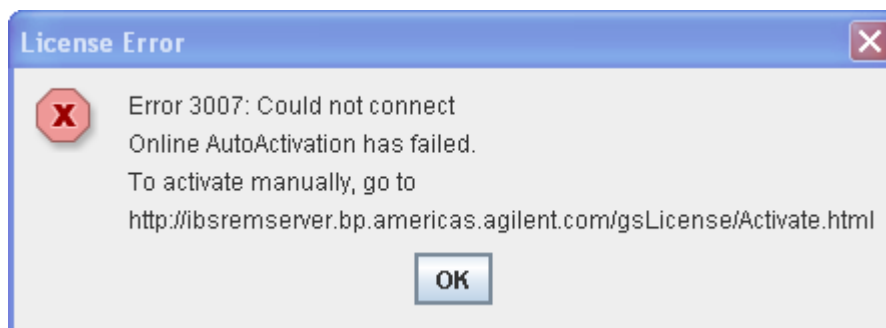 License Error
Error 3007: Could not connect
Online AutoActivation has failed.
To activate manually, go to
http://ibsremserver.bp.americas.agilent.com/gsLicense/Activate.html
OK